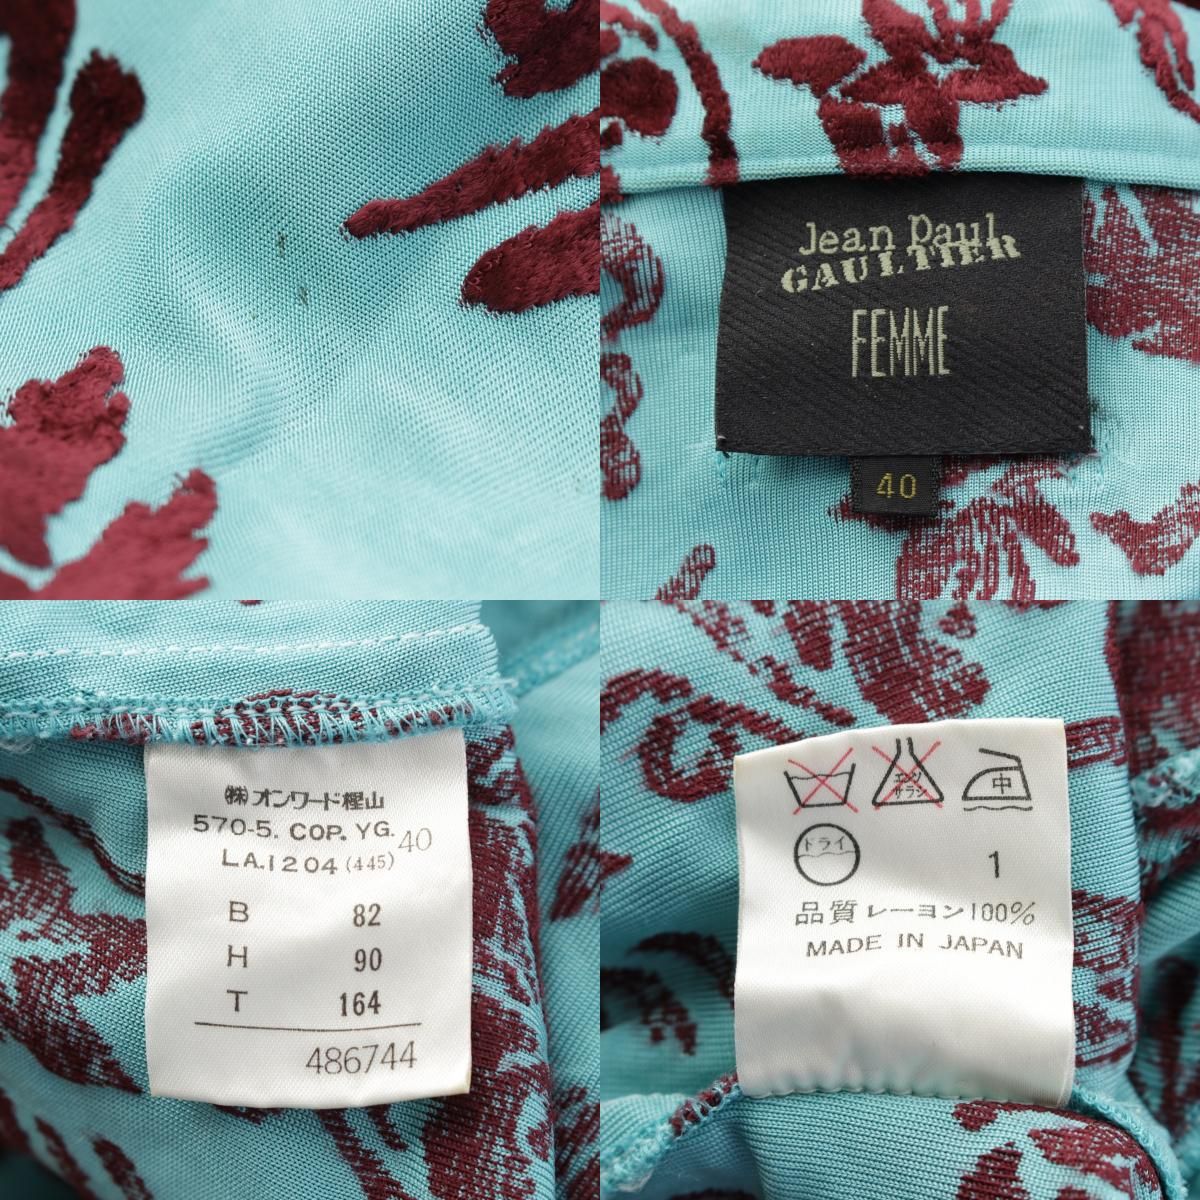 Jean Paul
GAULTIER
FEMME
40
㈱オンワード樫山
570-5. COP. YG. 40
LA.1204 (445)
B 82
H 90
T 164
486744
エンソ
サラシ
中
ドライ
1
品質 レーヨン100%
MADE IN JAPAN